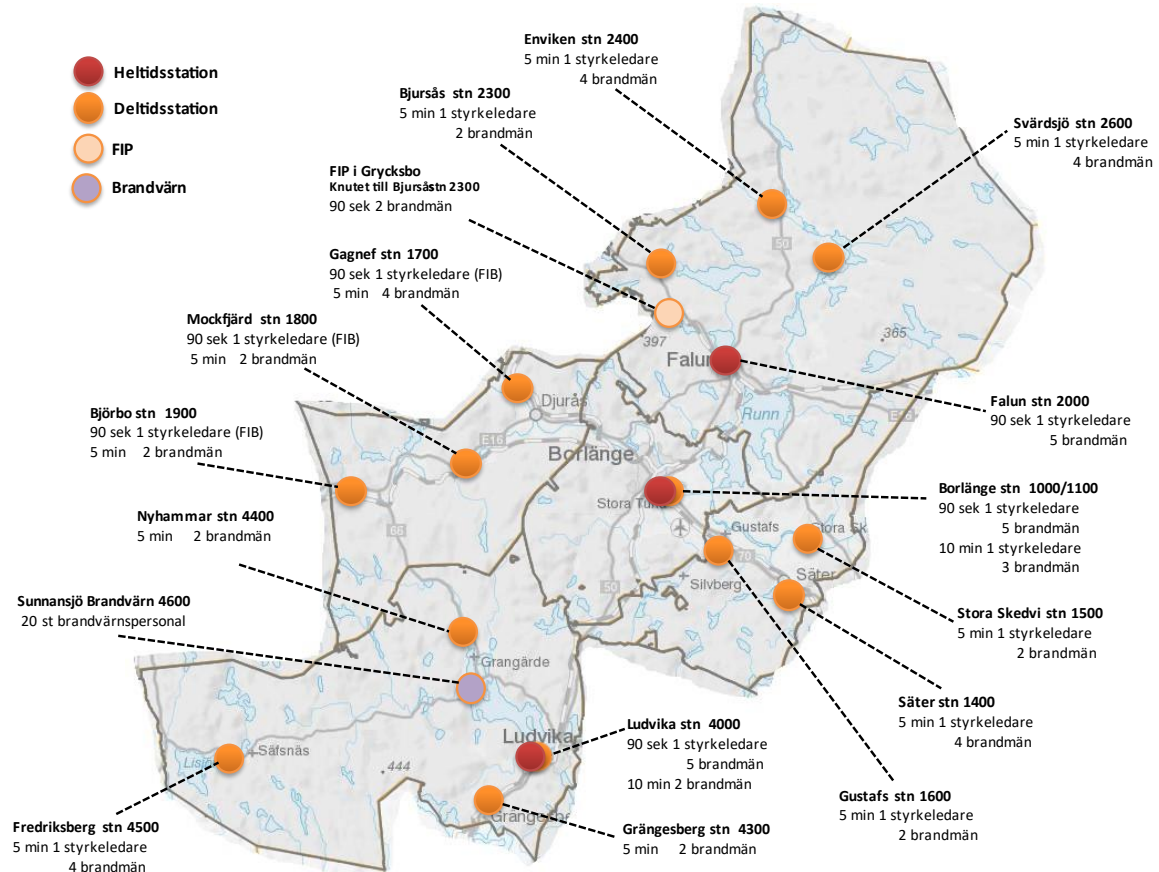 Heltidsstation
Deltidsstation
FIP
Brandvärn
Enviken stn 2400
5 min 1 styrkeledare
4 brandmän
Bjursås stn 2300
5 min 1 styrkeledare
2 brandmän
Svärdsjö stn 2600
5 min 1 styrkeledare
4 brandmän
FIP i Grycksbo
Knutet till Bjursåstn 2300
90 sek 2 brandmän
Gagnef stn 1700
90 sek 1 styrkeledare (FIB)
5 min 4 brandmän
Mockfjärd stn 1800
90 sek 1 styrkeledare (FIB)
5 min 2 brandmän
Björbo stn 1900
90 sek 1 styrkeledare (FIB)
5 min 2 brandmän
Nyhammar stn 4400
5 min 2 brandmän
Sunnansjö Brandvärn 4600
20 st brandvärnspersonal
Falun stn 2000
90 sek 1 styrkeledare
5 brandmän
Borlänge stn 1000/1100
90 sek 1 styrkeledare
5 brandmän
10 min 1 styrkeledare
3 brandmän
Stora Skedvi stn 1500
5 min 1 styrkeledare
2 brandmän
Säter stn 1400
5 min 1 styrkeledare
4 brandmän
Gustafs stn 1600
5 min 1 styrkeledare
2 brandmän
Ludvika stn 4000
90 sek 1 styrkeledare
5 brandmän
10 min 2 brandmän
Grängesberg stn 4300
5 min 2 brandmän
Fredriksberg stn 4500
5 min 1 styrkeledare
4 brandmän
50
365
397
Falun
Runn
Djurås
E16
Borlänge
66
Stora Tuna
Gustafs
Stora Sk
70
Silvberg
Säter
50
Grangärde
Ludvika
Säfsnäs
444